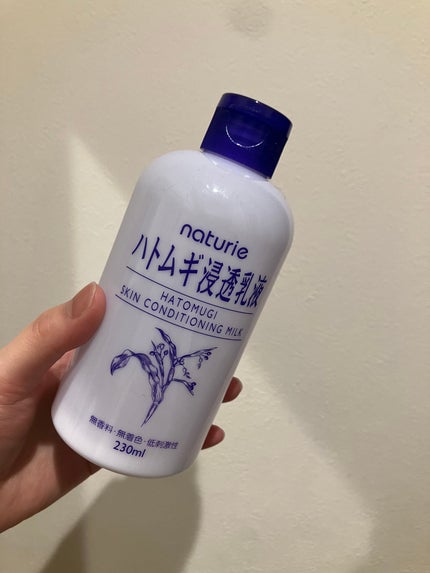 naturie
ハトムギ浸透乳液
HATOMUGI
SKIN CONDITIONING MILK
無香料・無着色・低刺激性
230ml